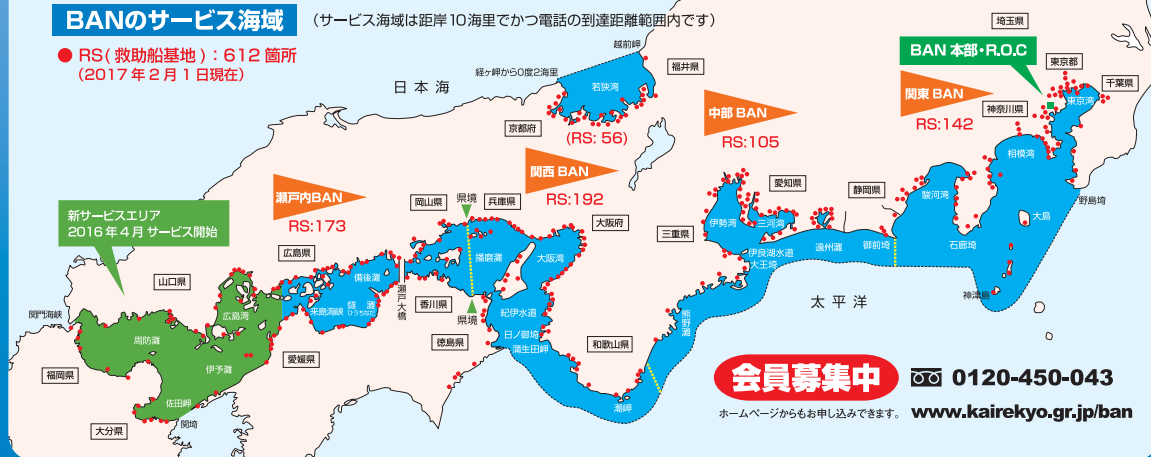 BANのサービス海域
（サービス海域は距岸10海里でかつ電話の到達距離範囲内です）
● RS(救助船基地)：612箇所
（2017年2月1日現在）
日本海
経ヶ岬から0度2海里
越前岬
若狭湾
福井県
京都府
(RS: 56)
埼玉県
BAN 本部・R.O.C
東京都
千葉県
関東 BAN
RS:142
神奈川県
東京湾
相模湾
中部 BAN
RS:105
関西 BAN
RS:192
瀬戸内BAN
RS:173
新サービスエリア
2016年4月 サービス開始
岡山県
県境
兵庫県
大阪府
愛知県
静岡県
駿河湾
野島埼
大島
三重県
伊勢湾
三河湾
伊良湖水道
大王埼
遠州灘
御前埼
石廊埼
神津島
広島県
備後灘
播磨灘
大阪湾
山口県
関門海峡
広島湾
来島海峡
燧灘
ひうちなだ
瀬戸大橋
香川県
県境
徳島県
紀伊水道
日ノ御埼
蒲生田岬
和歌山県
熊野灘
潮岬
太平洋
周防灘
伊予灘
愛媛県
福岡県
佐田岬
関埼
大分県
会員募集中
0120-450-043
ホームページからもお申し込みできます。
www.kairekyo.gr.jp/ban